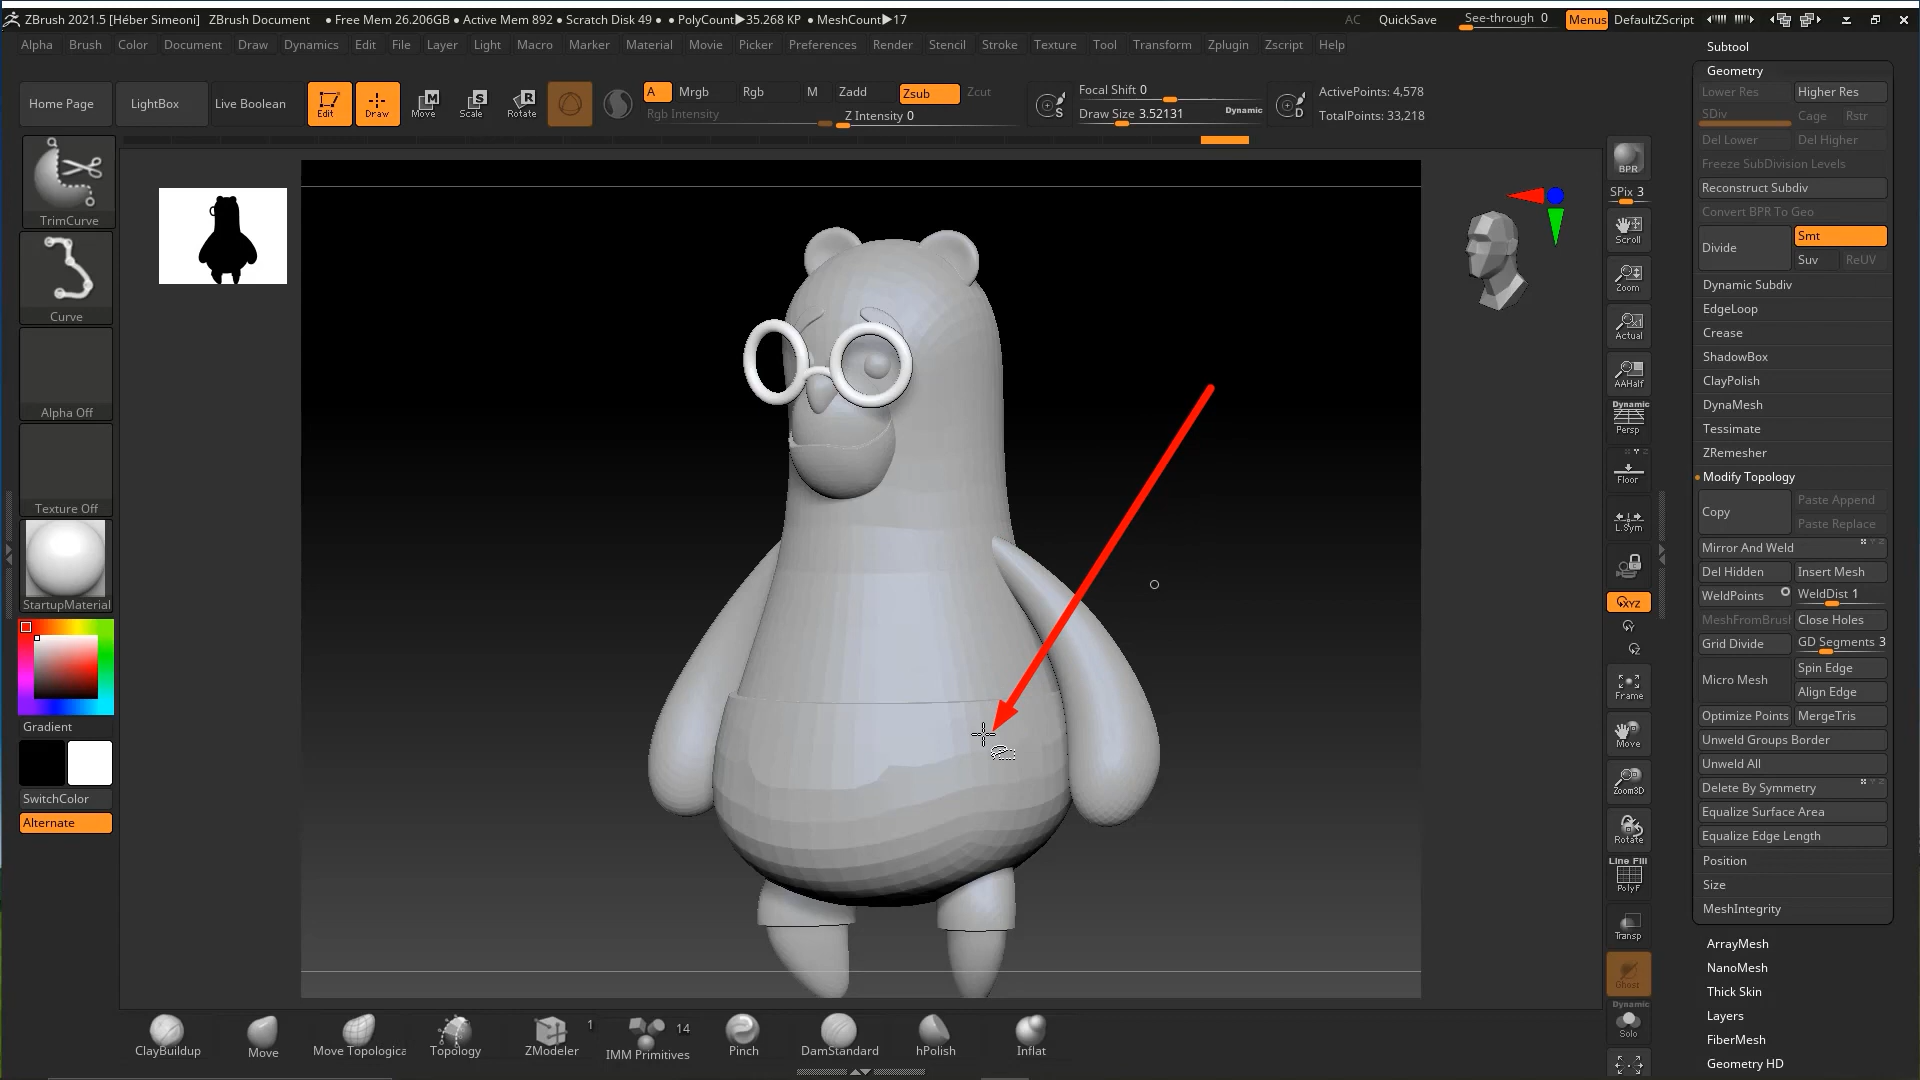 ZBrush 2021.5 [Héber Simeoni] ZBrush Document ● Free Mem 26.206GB ● Active Mem 892 ● Scratch Disk 49 ● ● PolyCount▶35.268 KP ● MeshCount▶17 AC QuickSave See-through 0 Menus DefaultZScript
Alpha Brush Color Document Draw Dynamics Edit File Layer Light Macro Marker Material Movie Picker Preferences Render Stencil Stroke Texture Tool Transform Zplugin Zscript Help
Home Page LightBox Live Boolean Edit Draw Move Scale Rotate
A Mrgb Rgb M Zadd Zsub Zcut
Rgb Intensity Z Intensity 0
S Focal Shift 0
Draw Size 3.52131 Dynamic
D ActivePoints: 4,578
TotalPoints: 33,218
TrimCurve
Curve
Alpha Off
Texture Off
StartupMaterial
Gradient
SwitchColor
Alternate
BPR
SPix 3
Scroll
Zoom
Actual
AAHalf
Dynamic
Persp
Floor
L.Sym
XYZ
Y
Z
Frame
Move
Zoom3D
Rotate
Line Fill
PolyF
Transp
Ghost
Dynamic
Solo
Subtool
Geometry
Lower Res Higher Res
SDiv Cage Rstr
Del Lower Del Higher
Freeze SubDivision Levels
Reconstruct Subdiv
Convert BPR To Geo
Divide Smt
Suv ReUV
Dynamic Subdiv
EdgeLoop
Crease
ShadowBox
ClayPolish
DynaMesh
Tessimate
ZRemesher
Modify Topology
Copy Paste Append
Paste Replace
Mirror And Weld
Del Hidden Insert Mesh
WeldPoints WeldDist 1
MeshFromBrush Close Holes
Grid Divide GD Segments 3
Micro Mesh Spin Edge
Align Edge
Optimize Points MergeTris
Unweld Groups Border
Unweld All
Delete By Symmetry
Equalize Surface Area
Equalize Edge Length
Position
Size
MeshIntegrity
ArrayMesh
NanoMesh
Thick Skin
Layers
FiberMesh
Geometry HD
ClayBuildup Move Move Topologica Topology ZModeler 1 IMM Primitives 14 Pinch DamStandard hPolish Inflat